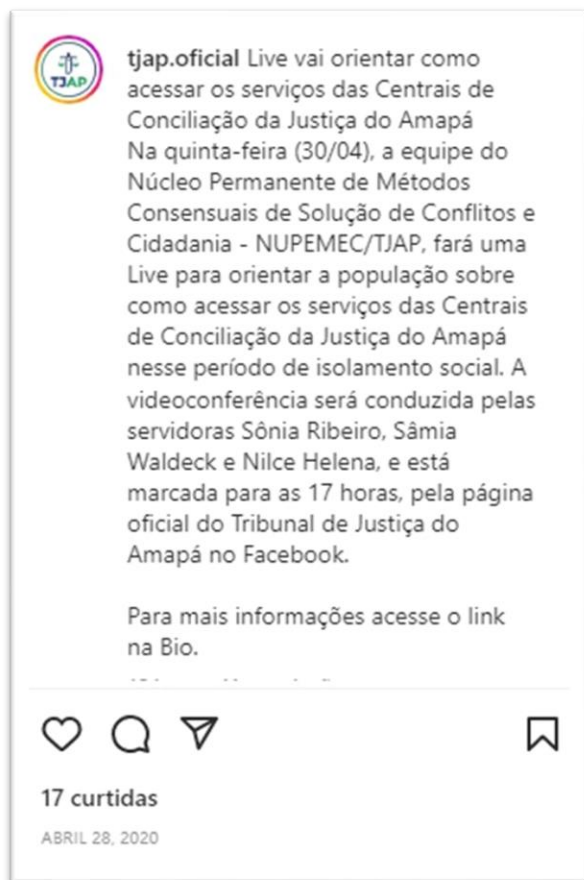 TJAP
tjap.oficial Live vai orientar como
acessar os serviços das Centrais de
Conciliação da Justiça do Amapá
Na quinta-feira (30/04), a equipe do
Núcleo Permanente de Métodos
Consensuais de Solução de Conflitos e
Cidadania - NUPEMEC/TJAP, fará uma
Live para orientar a população sobre
como acessar os serviços das Centrais
de Conciliação da Justiça do Amapá
nesse período de isolamento social. A
videoconferência será conduzida pelas
servidoras Sônia Ribeiro, Sâmia
Waldeck e Nilce Helena, e está
marcada para as 17 horas, pela página
oficial do Tribunal de Justiça do
Amapá no Facebook.
Para mais informações acesse o link
na Bio.
17 curtidas
ABRIL 28, 2020